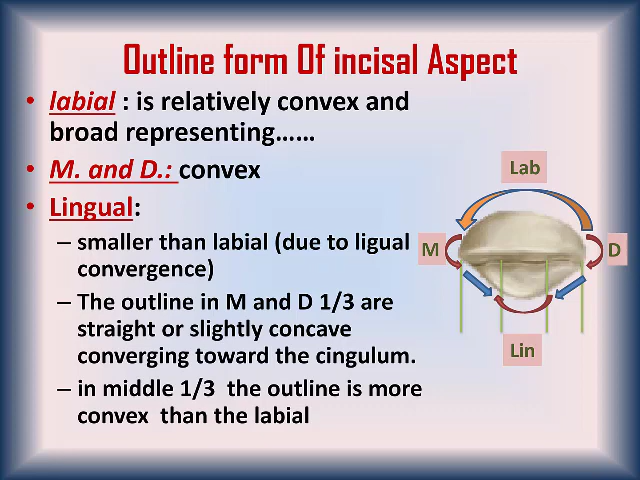 Outline form Of incisal Aspect
• labial : is relatively convex and
broad representing......
• M. and D.: convex
• Lingual:
– smaller than labial (due to ligual
convergence)
– The outline in M and D 1/3 are
straight or slightly concave
converging toward the cingulum.
– in middle 1/3 the outline is more
convex than the labial
Lab
M
D
Lin